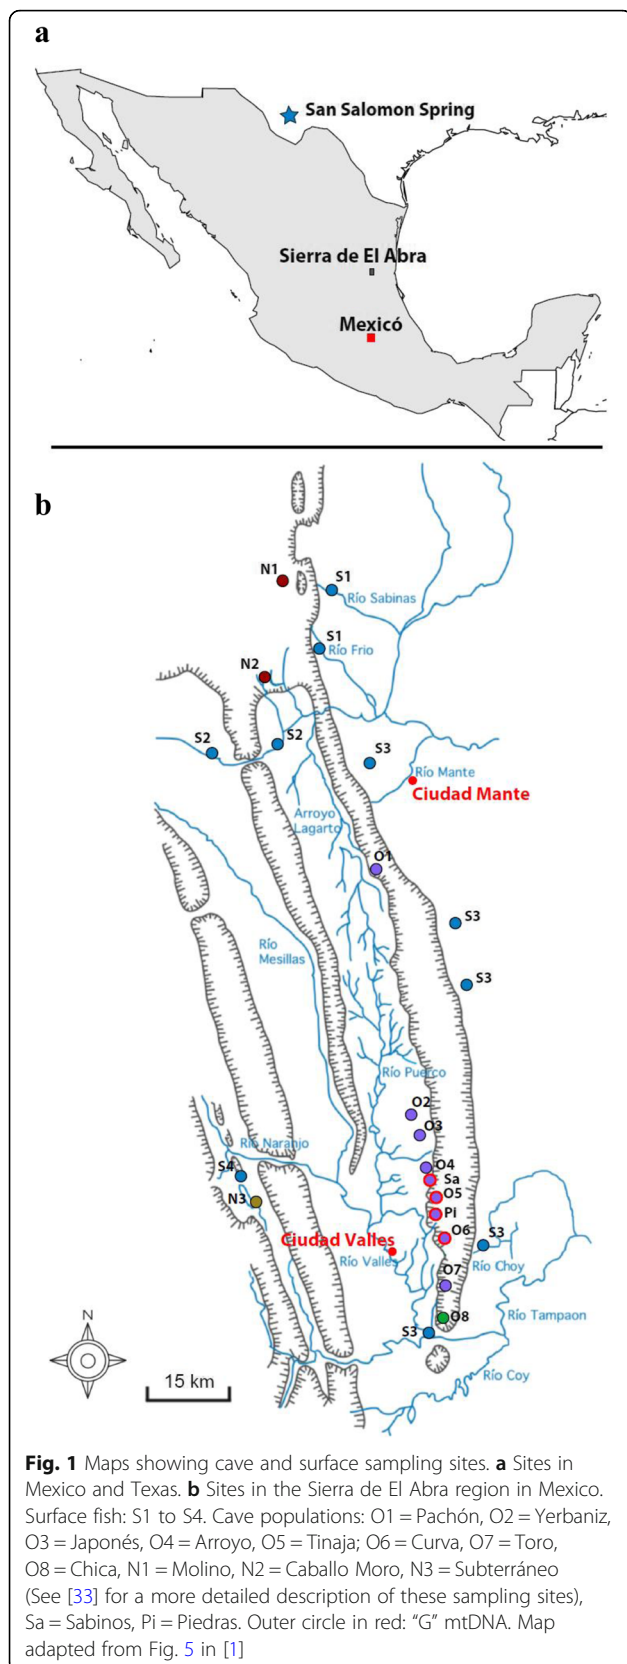 a
San Salomon Spring
Sierra de El Abra
Mexicó
b
N1
S1
Río Sabinas
S1
Río Frio
N2
S2
S2
S3
Río Mante
Ciudad Mante
Arroyo
Lagarto
O1
S3
Río
Mesillas
S3
Río Puerco
O2
O3
Río Naranjo
O4
S4
Sa
O5
N3
Pi
Ciudad Valles
O6
S3
Río Valles
Río Choy
O7
Río Tampaon
O8
S3
N
Río Coy
15 km
Fig. 1 Maps showing cave and surface sampling sites. a Sites in
Mexico and Texas. b Sites in the Sierra de El Abra region in Mexico.
Surface fish: S1 to S4. Cave populations: O1 = Pachón, O2 = Yerbaniz,
O3 = Japonés, O4 = Arroyo, O5 = Tinaja; O6 = Curva, O7 = Toro,
O8 = Chica, N1 = Molino, N2 = Caballo Moro, N3 = Subterráneo
(See [33] for a more detailed description of these sampling sites),
Sa = Sabinos, Pi = Piedras. Outer circle in red: “G” mtDNA. Map
adapted from Fig. 5 in [1]